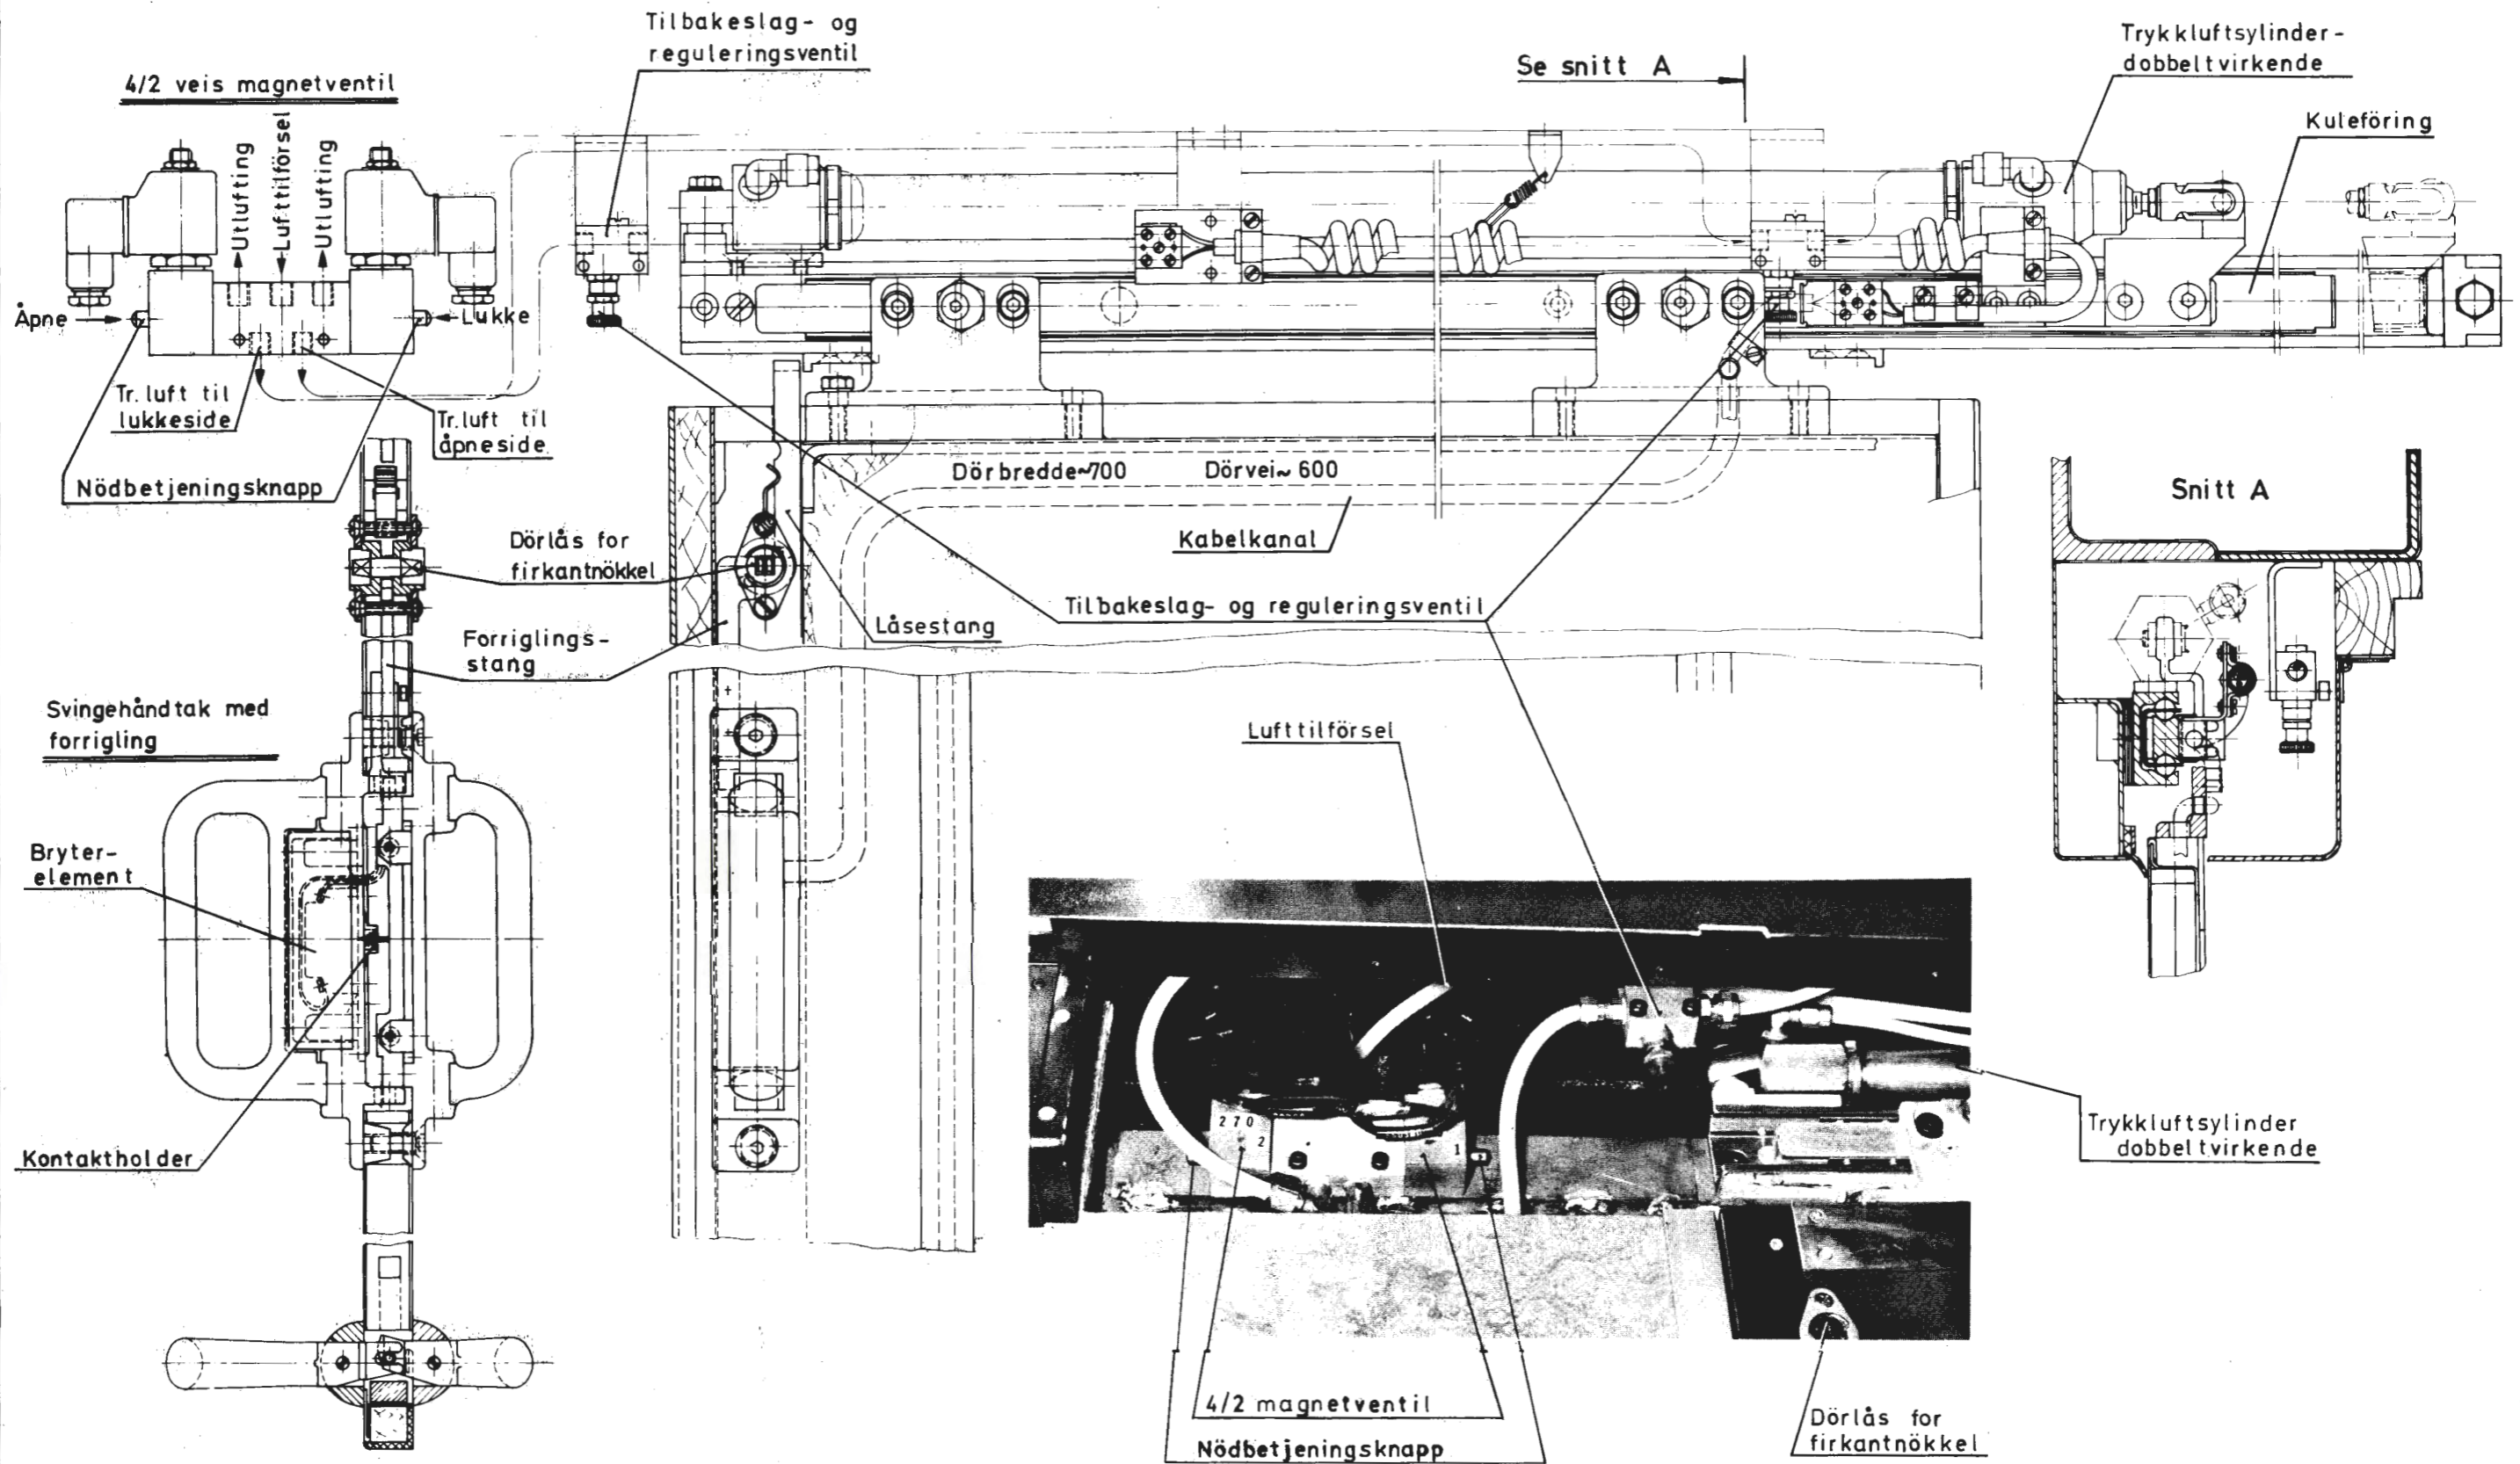 Tilbakeslag- og
reguleringsventil
4/2 veis magnetventil
Utlufting
Lufttilförsel
Utlufting
Åpne
Lukke
Tr.luft til
lukkeside
Tr.luft til
åpneside
Nödbetjeningsknapp
Se snitt A
Trykkluftsylinder-
dobbeltvirkende
Kuleföring
Dörbredde~700
Dörvei~600
Kabelkanal
Snitt A
Dörlås for
firkantnökkel
Tilbakeslag- og reguleringsventil
Låsestang
Forriglings-
stang
Svingehåndtak med
forrigling
Bryter-
element
Kontaktholder
Lufttilförsel
270
2
1
Trykkluftsylinder
dobbeltvirkende
4/2 magnetventil
Nödbetjeningsknapp
Dörlås for
firkantnökkel